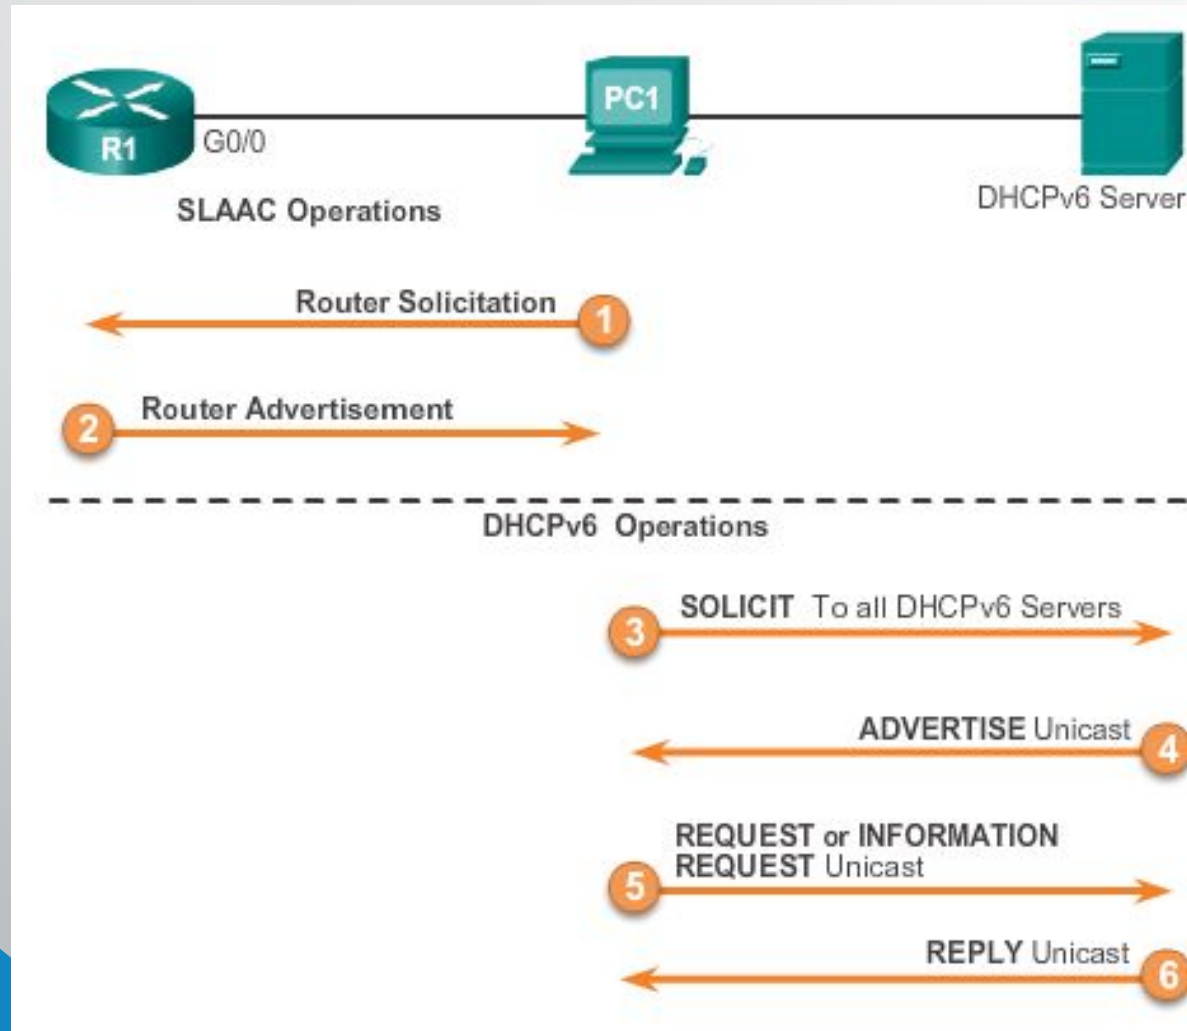 R1
G0/0
PC1
DHCPv6 Server
SLAAC Operations
Router Solicitation
1
2
Router Advertisement
DHCPv6 Operations
3
SOLICIT To all DHCPv6 Servers
ADVERTISE Unicast
4
REQUEST or INFORMATION
REQUEST Unicast
5
REPLY Unicast
6